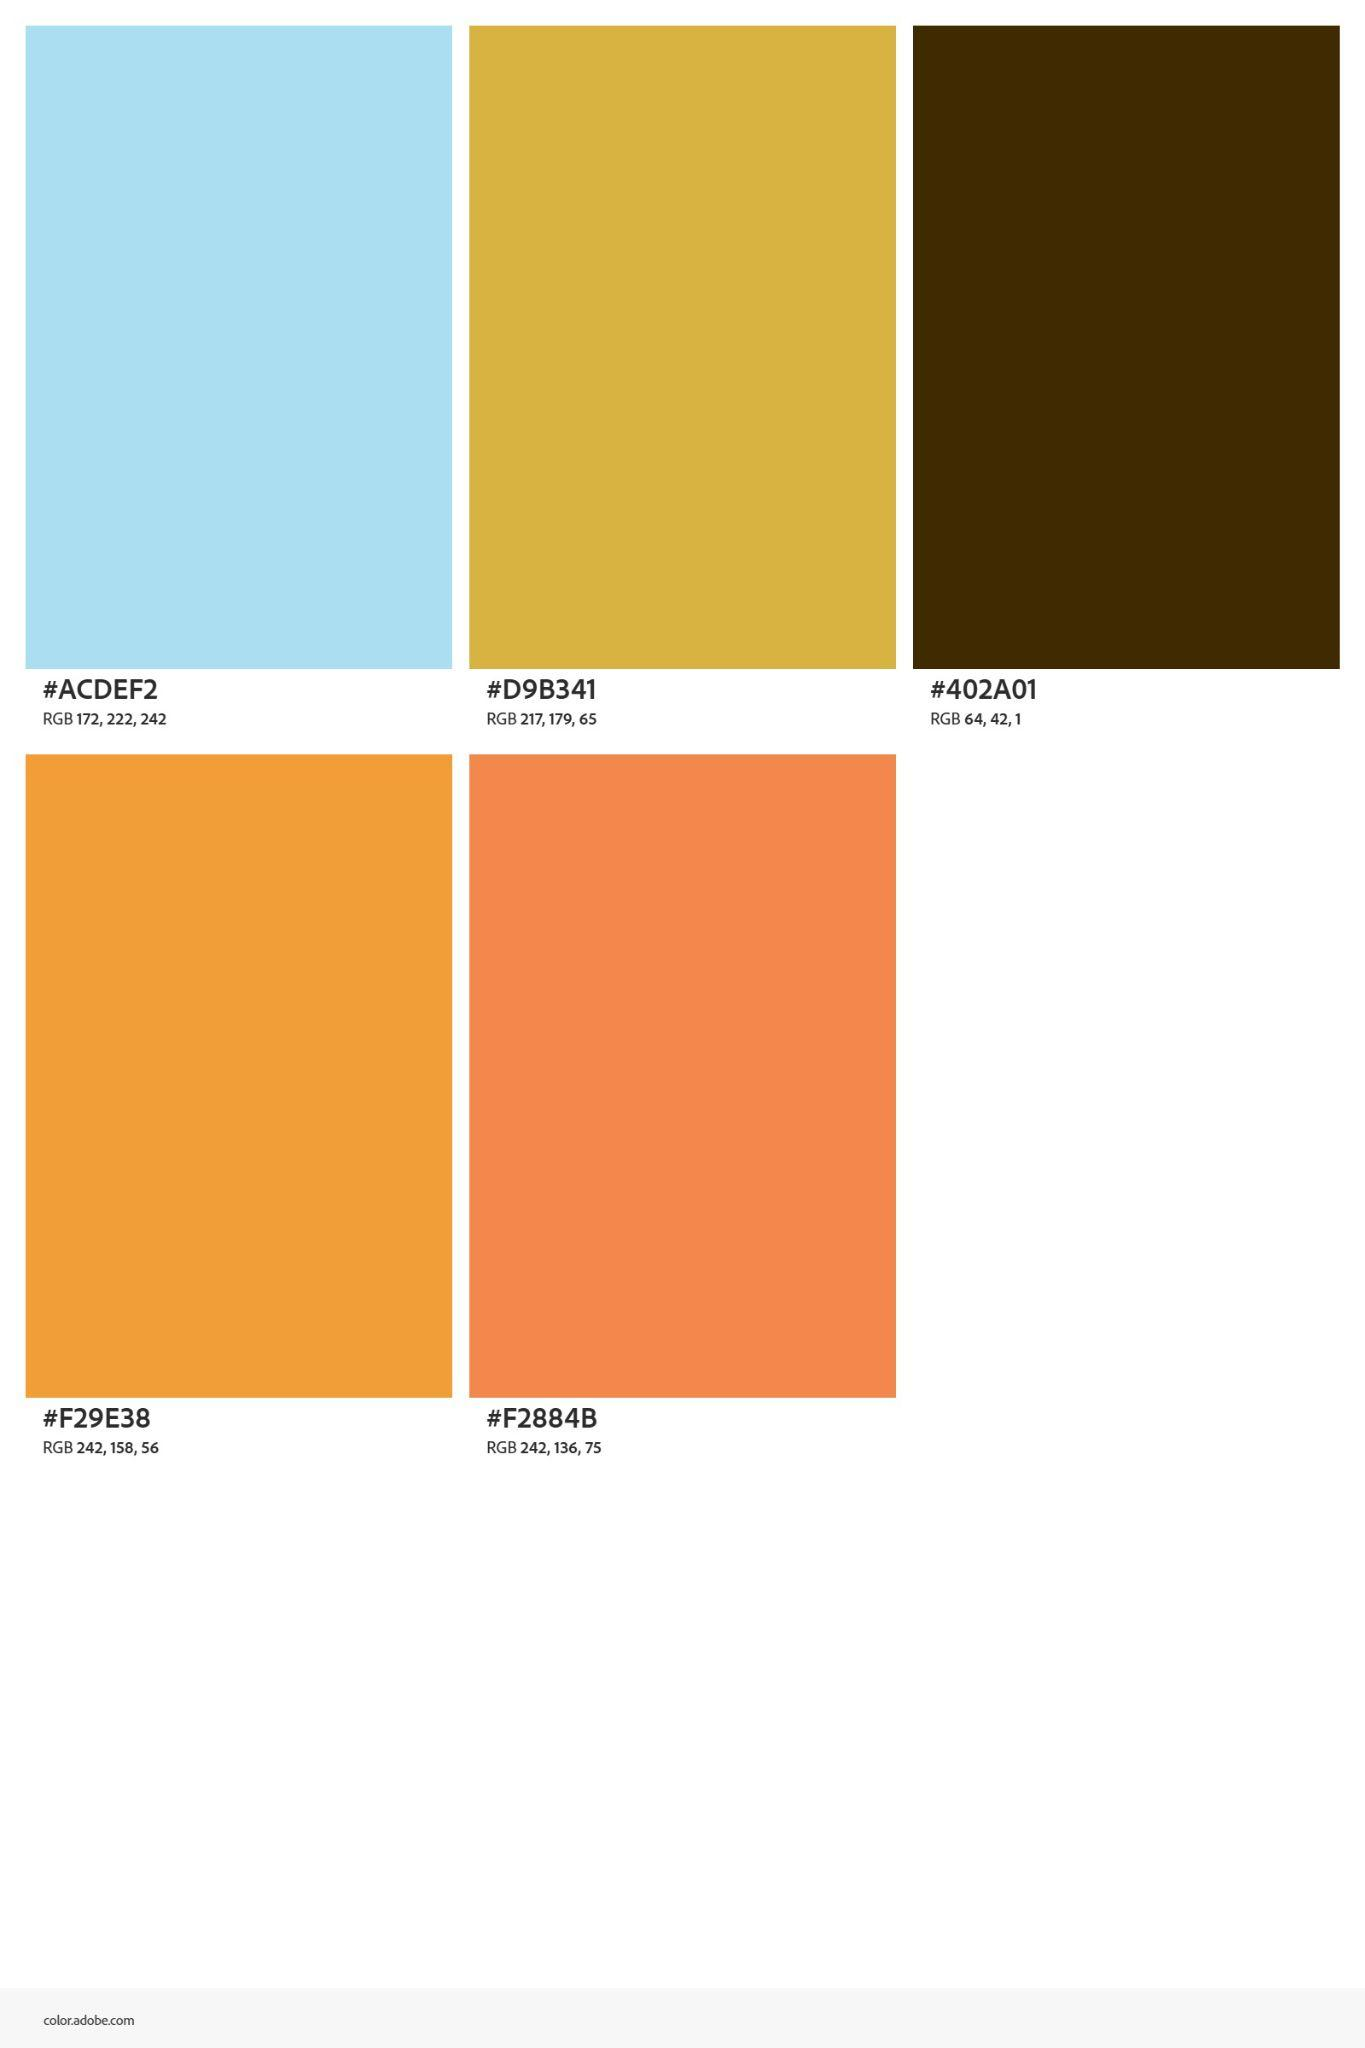 #ACDEF2
RGB 172, 222, 242
#D9B341
RGB 217, 179, 65
#402A01
RGB 64, 42, 1
#F29E38
RGB 242, 158, 56
#F2884B
RGB 242, 136, 75
color.adobe.com